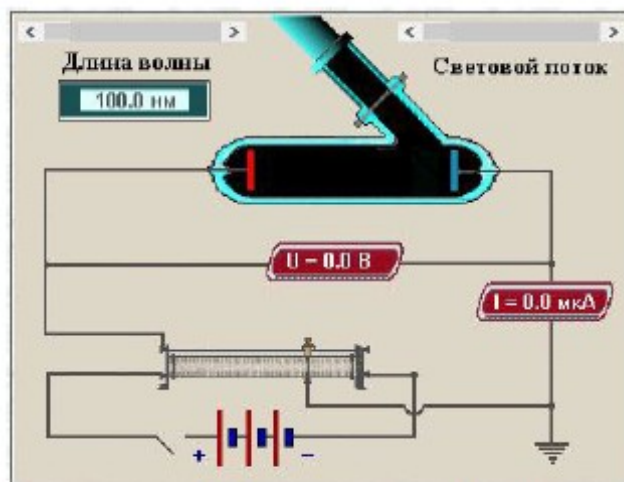 Длина волны
Световой поток
100.0 нм
U = 0.0 В
I = 0.0 мкА
+ −